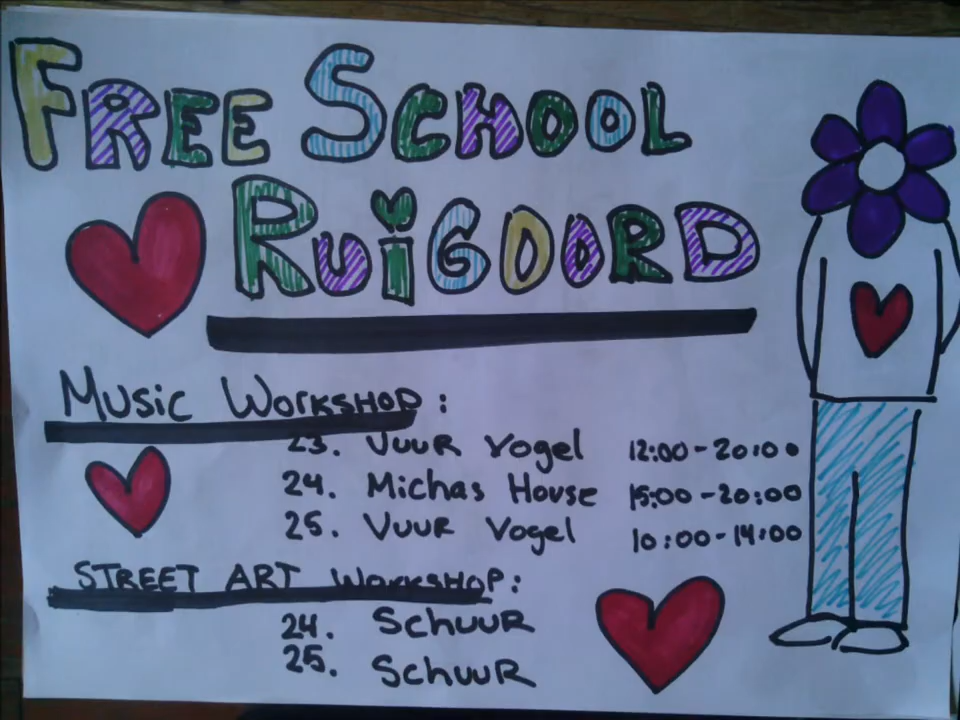 FREE SCHOOL
RUiGOORD
Music Workshop:
23. Vuur Vogel 12:00-20:00
24. Michas House 15:00-20:00
25. Vuur Vogel 10:00-14:00
STREET ART Workshop:
24. Schuur
25. Schuur